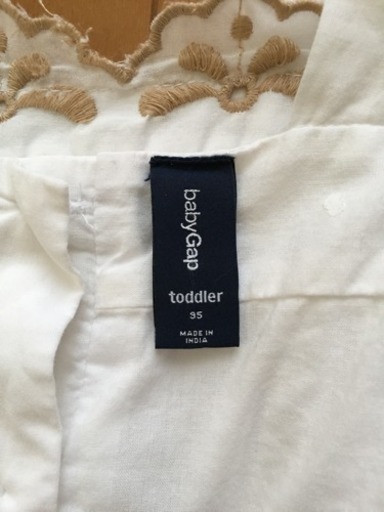 babyGap
toddler
95
MADE IN
INDIA